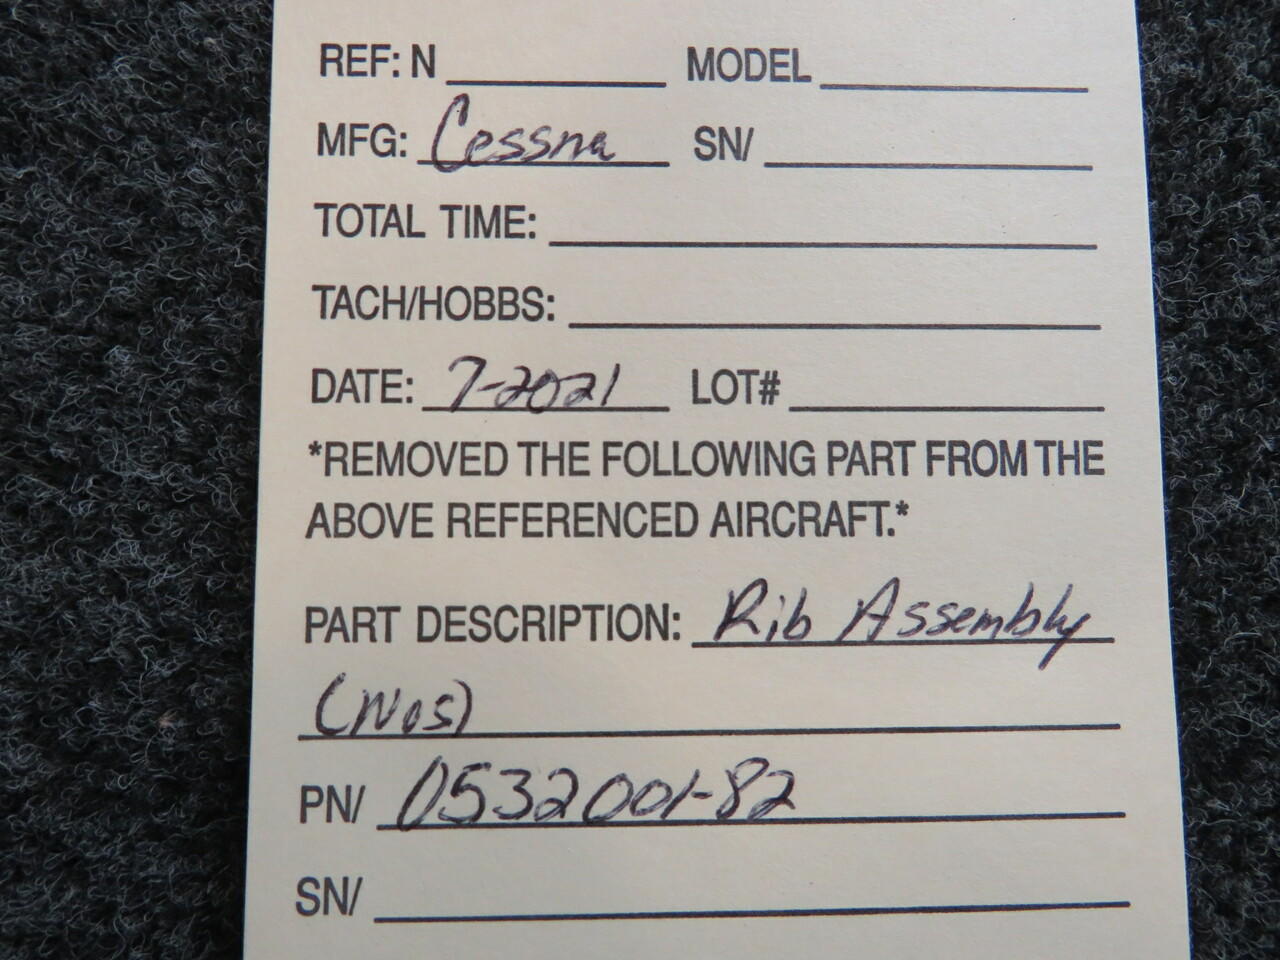 REF: N MODEL
MFG: Cessna SN/
TOTAL TIME:
TACH/HOBBS:
DATE: 7-2021 LOT#
*REMOVED THE FOLLOWING PART FROM THE
ABOVE REFERENCED AIRCRAFT.*
PART DESCRIPTION: Rib Assembly
(Nos)
PN/ 0532001-82
SN/